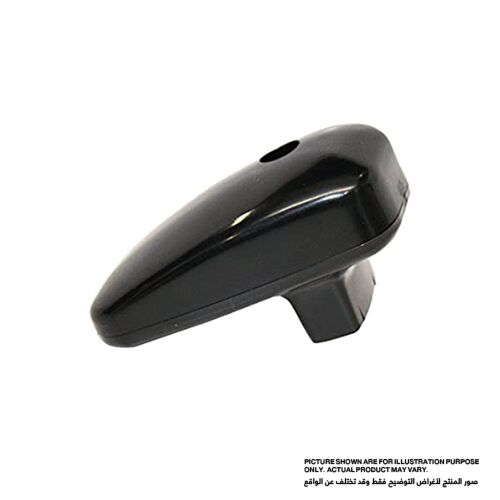 PICTURE SHOWN ARE FOR ILLUSTRATION PURPOSE
ONLY. ACTUAL PRODUCT MAY VARY.
صور المنتج لأغراض التوضيح فقط وقد تختلف عن الواقع